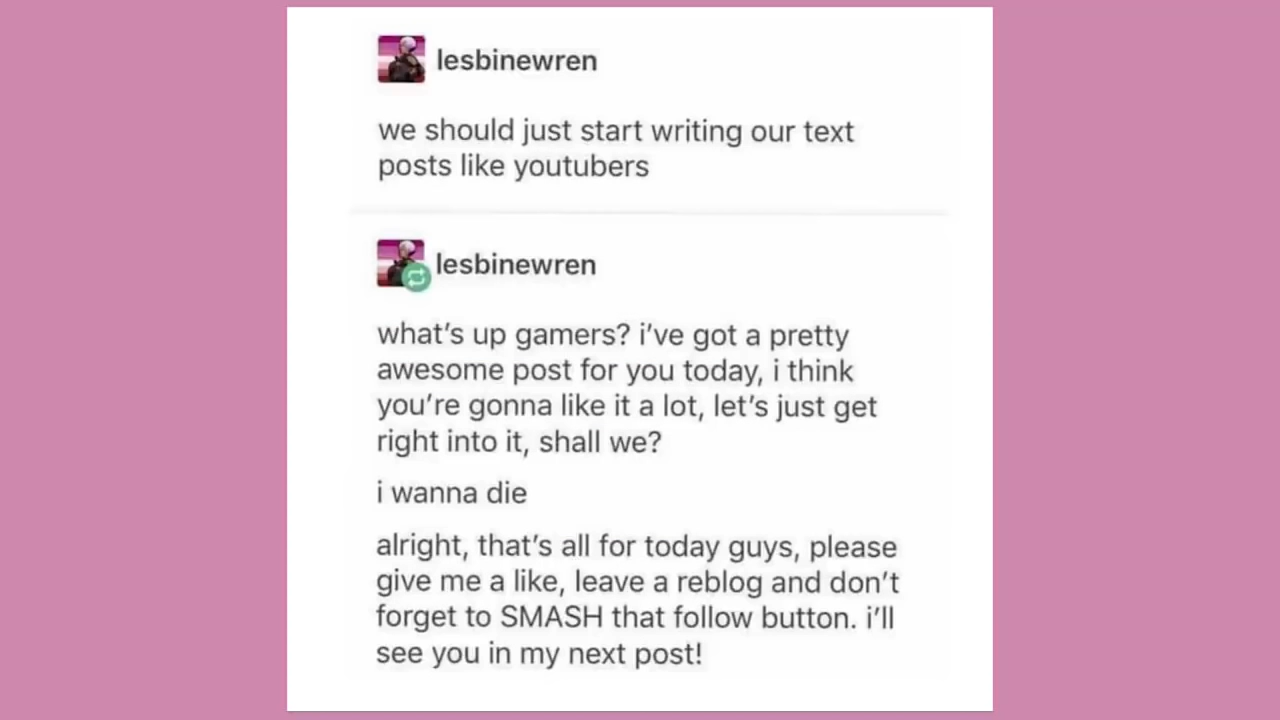 lesbinewren
we should just start writing our text
posts like youtubers
lesbinewren
what's up gamers? i've got a pretty
awesome post for you today, i think
you're gonna like it a lot, let's just get
right into it, shall we?
i wanna die
alright, that's all for today guys, please
give me a like, leave a reblog and don't
forget to SMASH that follow button. i'll
see you in my next post!